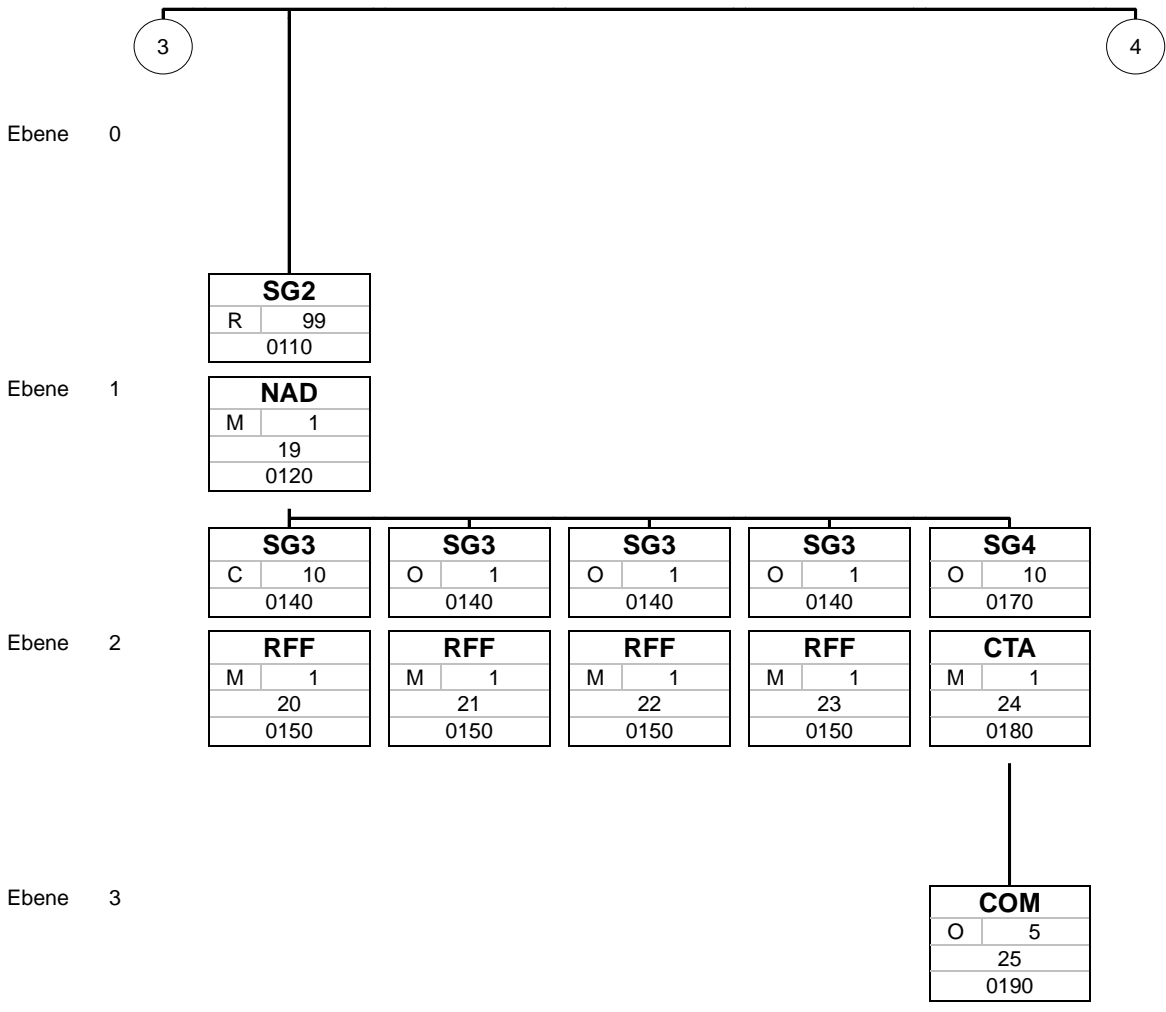 3 4
Ebene 0
SG2
R 99
0110
Ebene 1
NAD
M 1
19
0120
SG3 SG3 SG3 SG3 SG4
C 10 O 1 O 1 O 1 O 10
0140 0140 0140 0140 0170
Ebene 2
RFF RFF RFF RFF CTA
M 1 M 1 M 1 M 1 M 1
20 21 22 23 24
0150 0150 0150 0150 0180
Ebene 3
COM
O 5
25
0190